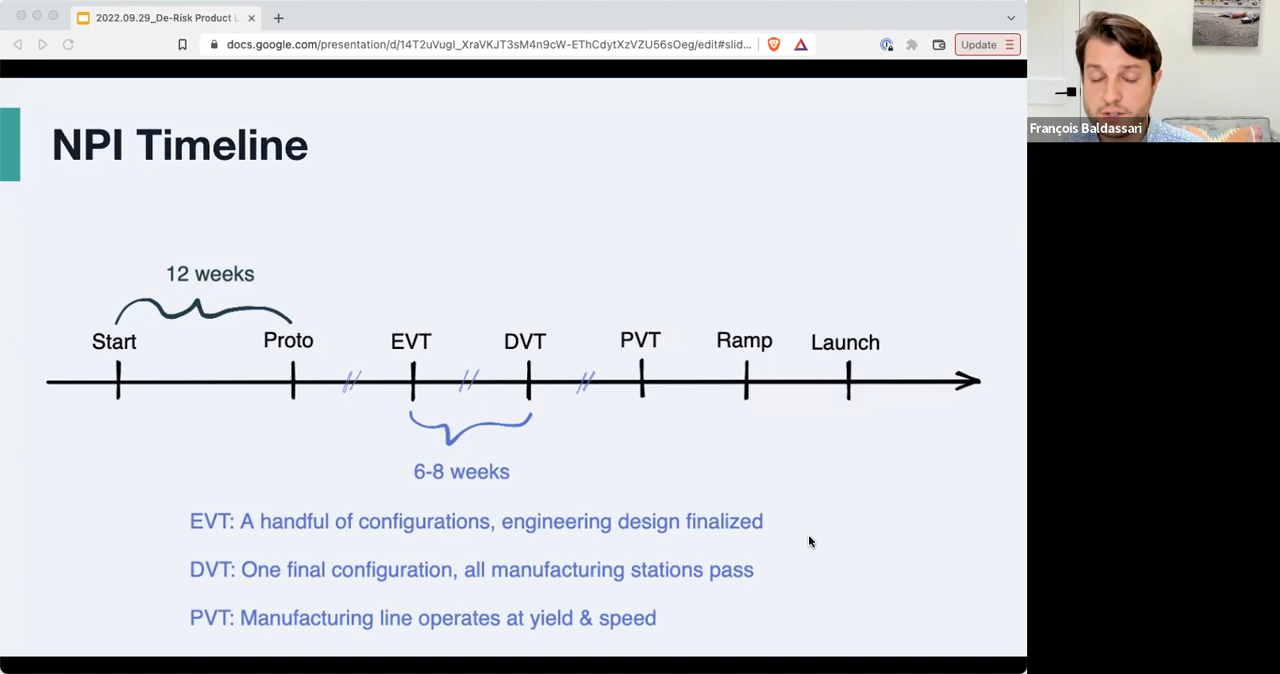 2022.09.29_De-Risk Product L
docs.google.com/presentation/d/14T2uVugl_XraVKJT3sM4n9cW-EThCdytXzVZU56sOeg/edit#slid...
Update
François Baldassari
NPI Timeline
12 weeks
Start
Proto
EVT
DVT
PVT
Ramp
Launch
6-8 weeks
EVT: A handful of configurations, engineering design finalized
DVT: One final configuration, all manufacturing stations pass
PVT: Manufacturing line operates at yield & speed